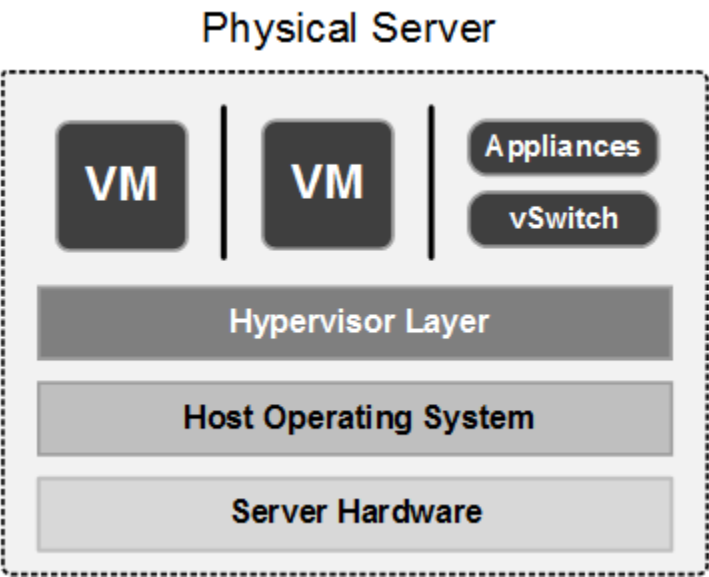 Physical Server
VM
VM
Appliances
vSwitch
Hypervisor Layer
Host Operating System
Server Hardware